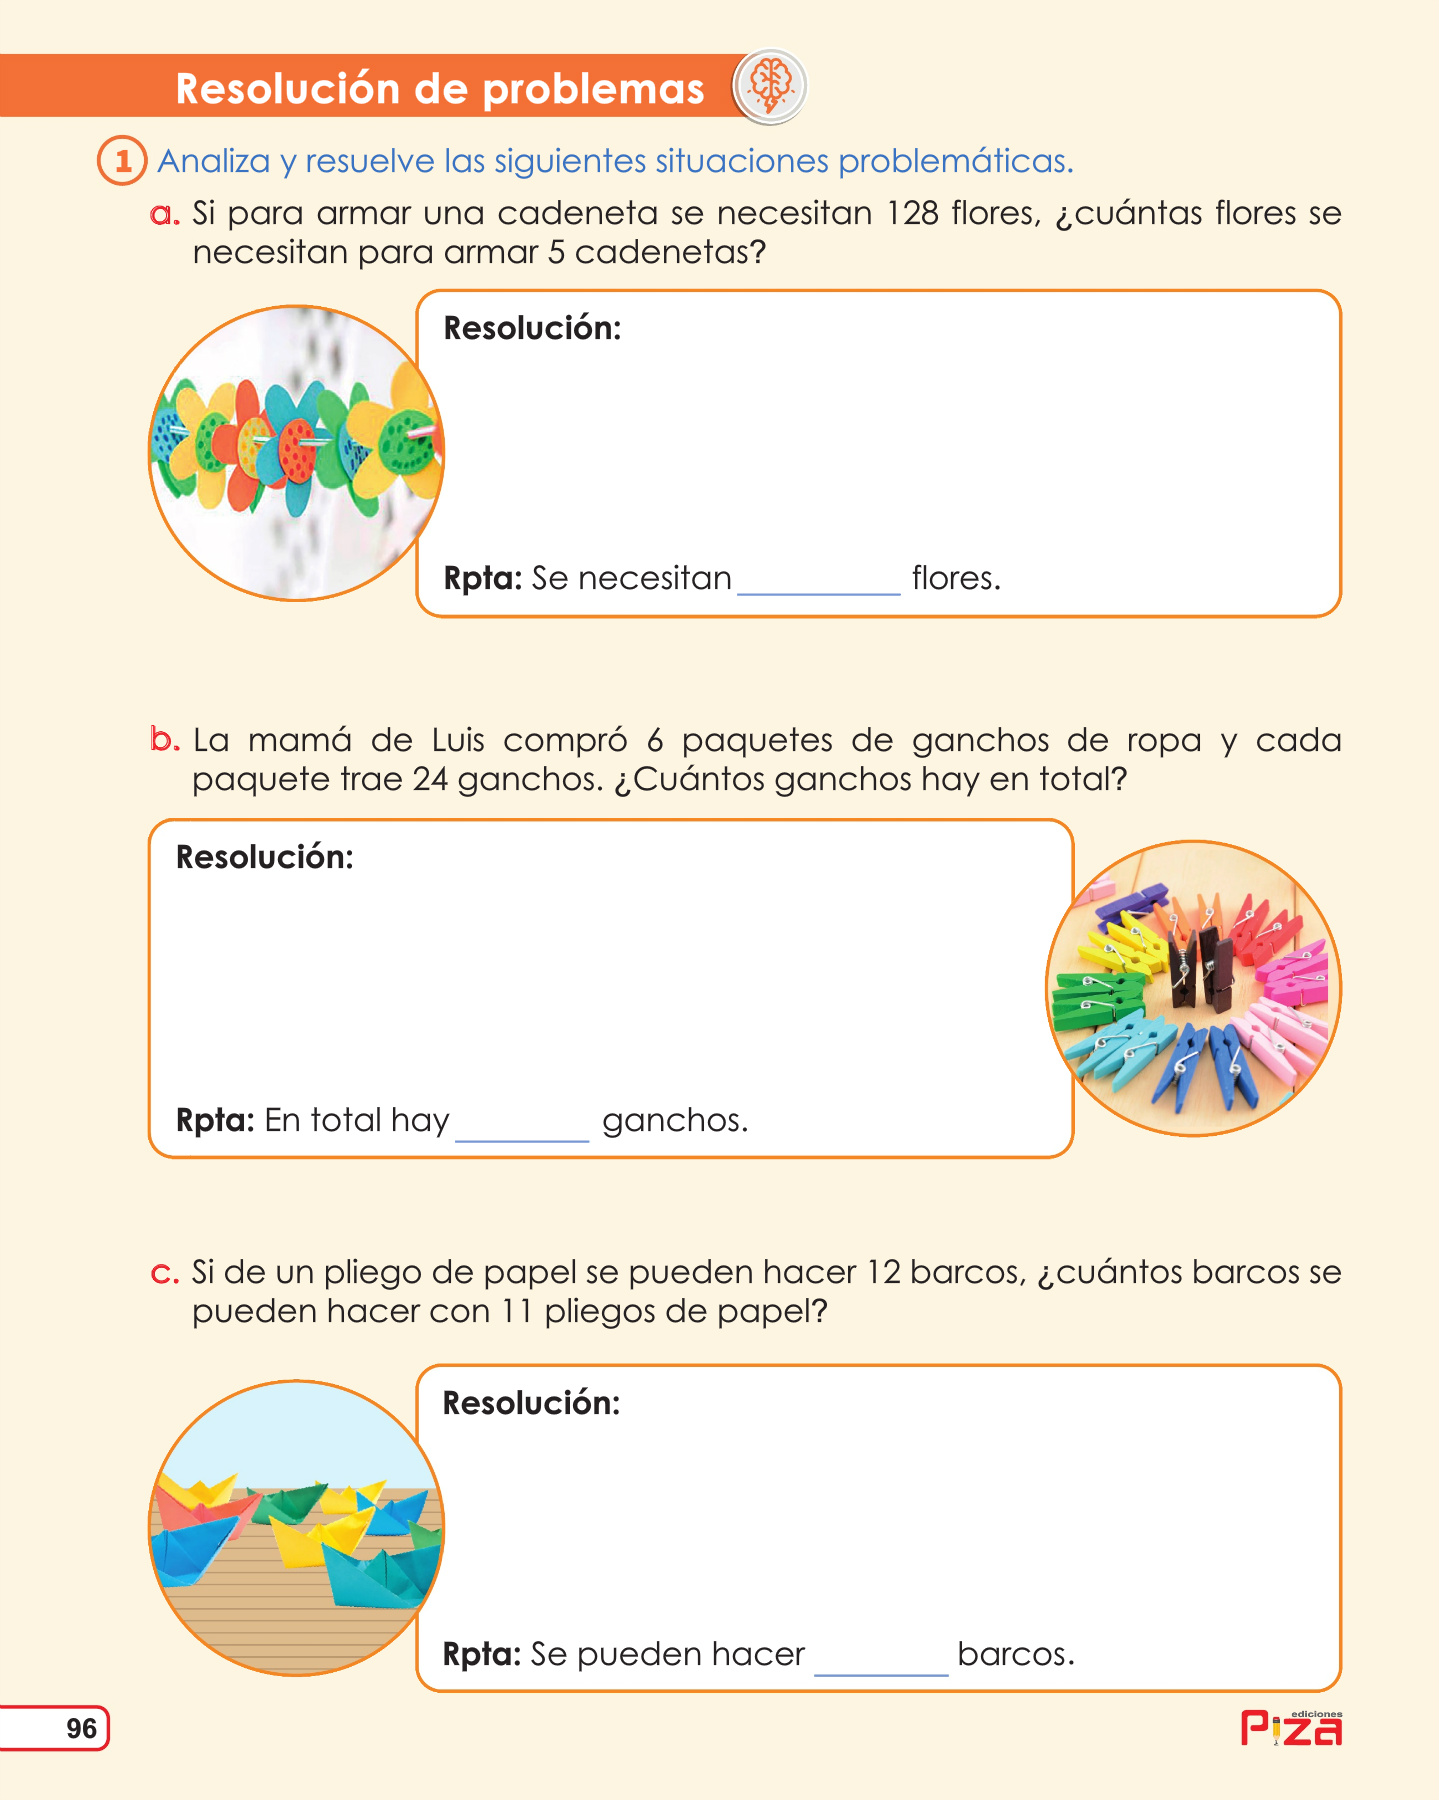 Resolución de problemas
1 Analiza y resuelve las siguientes situaciones problemáticas.
a. Si para armar una cadeneta se necesitan 128 flores, ¿cuántas flores se
necesitan para armar 5 cadenetas?
Resolución:
Rpta: Se necesitan__________ flores.
b. La mamá de Luis compró 6 paquetes de ganchos de ropa y cada
paquete trae 24 ganchos. ¿Cuántos ganchos hay en total?
Resolución:
Rpta: En total hay________ ganchos.
c. Si de un pliego de papel se pueden hacer 12 barcos, ¿cuántos barcos se
pueden hacer con 11 pliegos de papel?
Resolución:
Rpta: Se pueden hacer ________ barcos.
96
ediciones
Piza